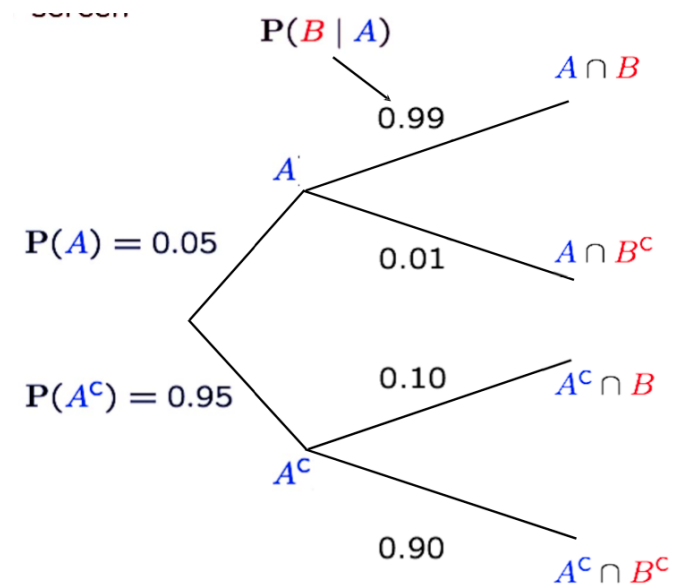 P(B | A)
A ∩ B
0.99
A
P(A) = 0.05
0.01
A ∩ Bᶜ
0.10
P(Aᶜ) = 0.95
Aᶜ ∩ B
Aᶜ
0.90
Aᶜ ∩ Bᶜ